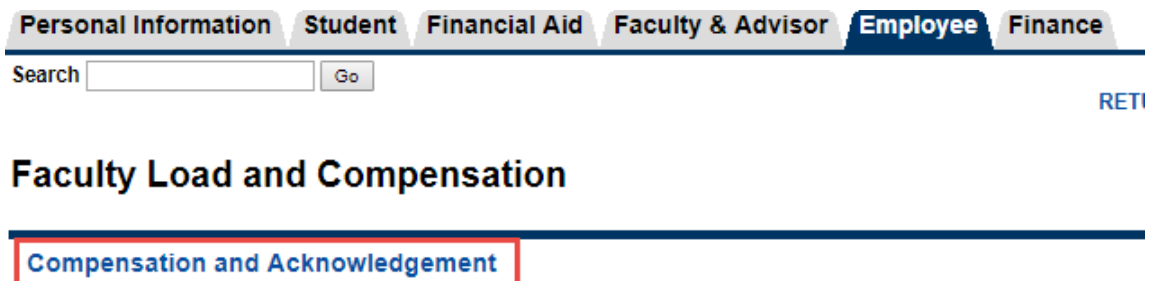 Personal Information Student Financial Aid Faculty & Advisor Employee Finance
Search Go
Faculty Load and Compensation
Compensation and Acknowledgement